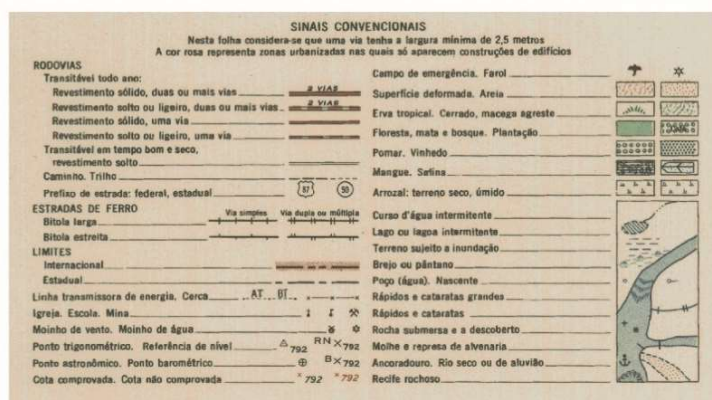 SINAIS CONVENCIONAIS
Nesta folha considera-se que uma via tenha a largura mínima de 2,5 metros
A cor rosa representa zonas urbanizadas nas quais só aparecem construções de edifícios
RODOVIAS
Transitável todo ano:
Revestimento sólido, duas ou mais vias 3 VIAS
Revestimento solto ou ligeiro, duas ou mais vias 2 VIAS
Revestimento sólido, uma via
Revestimento solto ou ligeiro, uma via
Transitável em tempo bom e seco,
revestimento solto
Caminho. Trilho
Prefixo de estrada: federal, estadual 87 50
ESTRADAS DE FERRO Via simples Via dupla ou múltipla
Bitola larga
Bitola estreita
LIMITES
Internacional
Estadual
Linha transmissora de energia. Cerca AT BT
Igreja. Escola. Mina
Moinho de vento. Moinho de água
Ponto trigonométrico. Referência de nível 792 RN 792
Ponto astronômico. Ponto barométrico B 792
Cota comprovada. Cota não comprovada 792 792
Campo de emergência. Farol
Superfície deformada. Areia
Erva tropical. Cerrado, macega agreste
Floresta, mata e bosque. Plantação
Pomar. Vinhedo
Mangue. Salina
Arrozal: terreno seco, úmido
Curso d'água intermitente
Lago ou lagoa intermitente
Terreno sujeito a inundação
Brejo ou pântano
Poço (água). Nascente
Rápidos e cataratas grandes
Rápidos e cataratas
Rocha submersa e a descoberto
Molhe e represa de alvenaria
Ancoradouro. Rio seco ou de aluvião
Recife rochoso